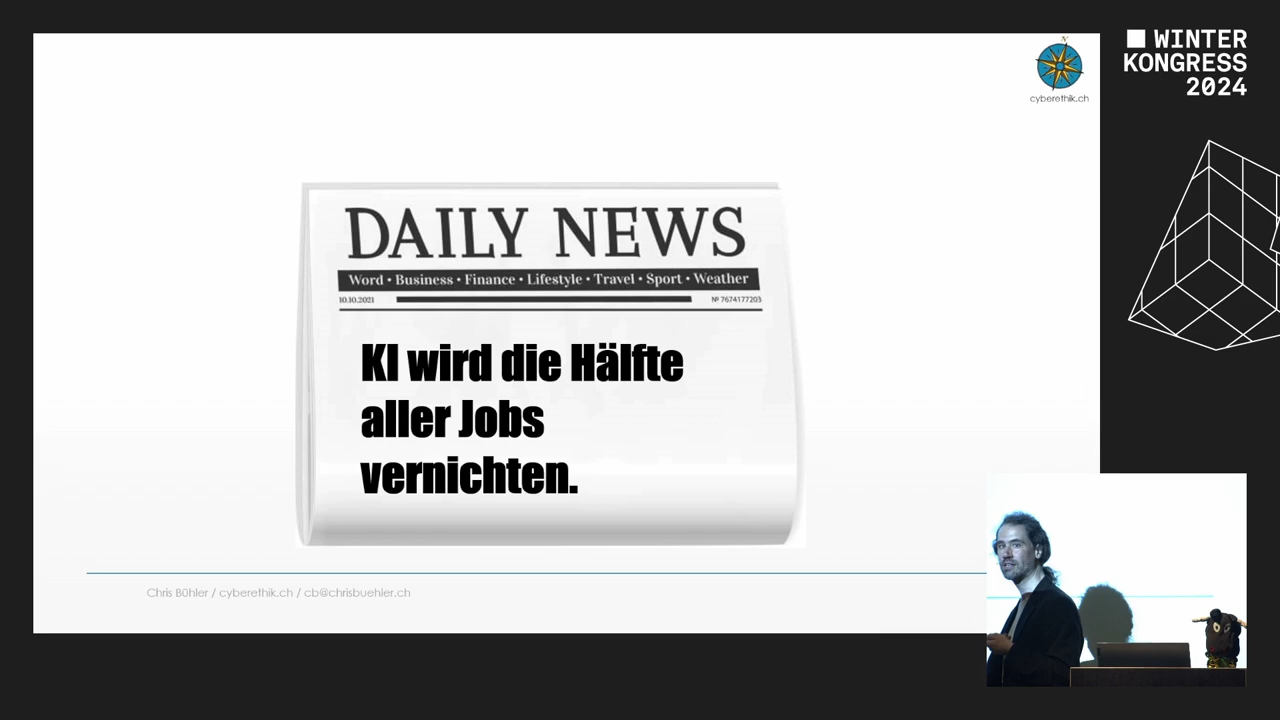 N
cyberethik.ch
WINTER
KONGRESS
2024
DAILY NEWS
Word • Business • Finance • Lifestyle • Travel • Sport • Weather
10.10.2021
№ 7674177203
KI wird die Hälfte
aller Jobs
vernichten.
Chris Bühler / cyberethik.ch / cb@chrisbuehler.ch